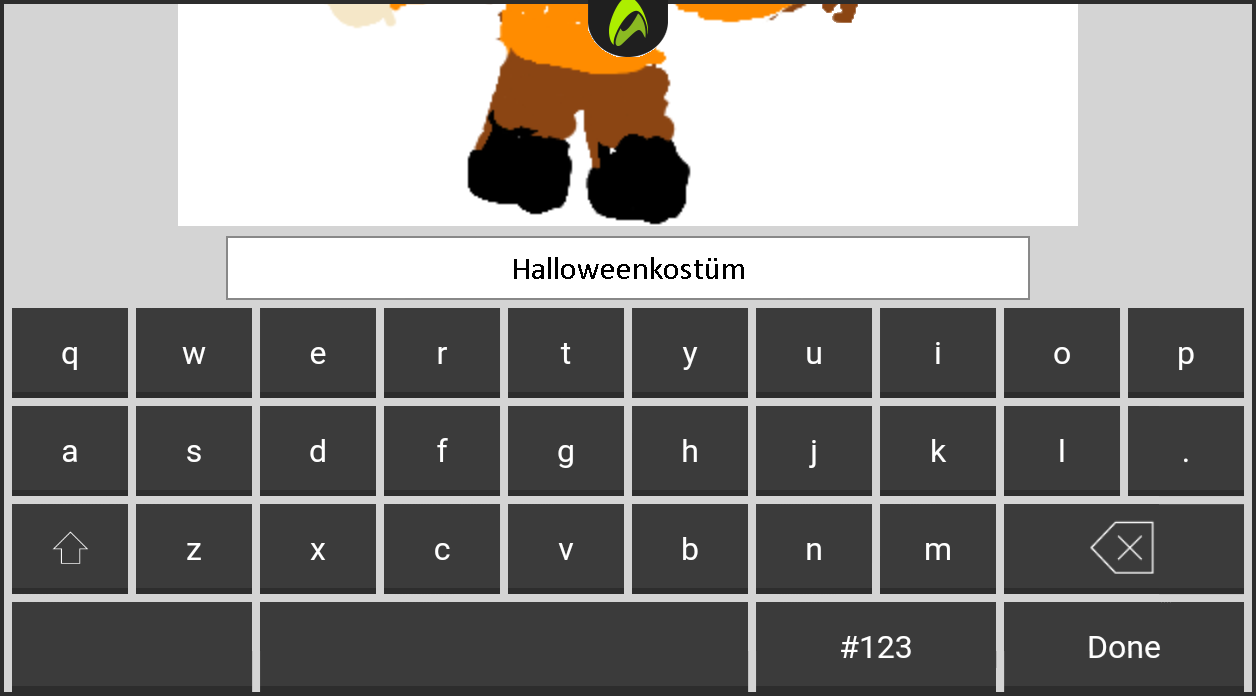 Halloweenkostüm
q w e r t y u i o p
a s d f g h j k l .
z x c v b n m
#123 Done